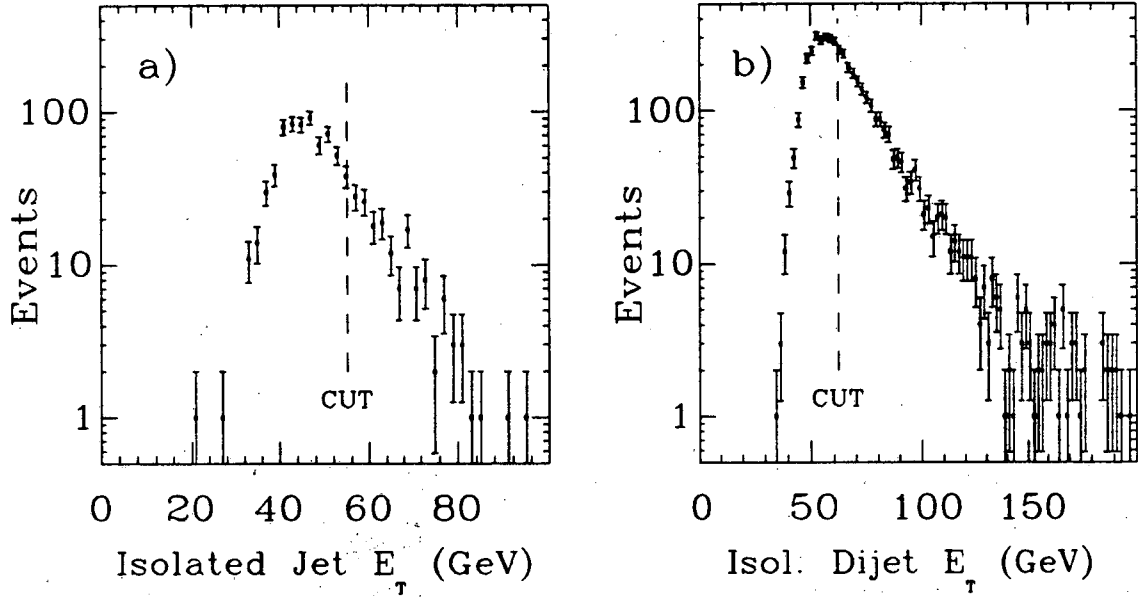 a)
Events
100
10
1
CUT
0 20 40 60 80
Isolated Jet E_T (GeV)
b)
Events
100
10
1
CUT
0 50 100 150
Isol. Dijet E_T (GeV)